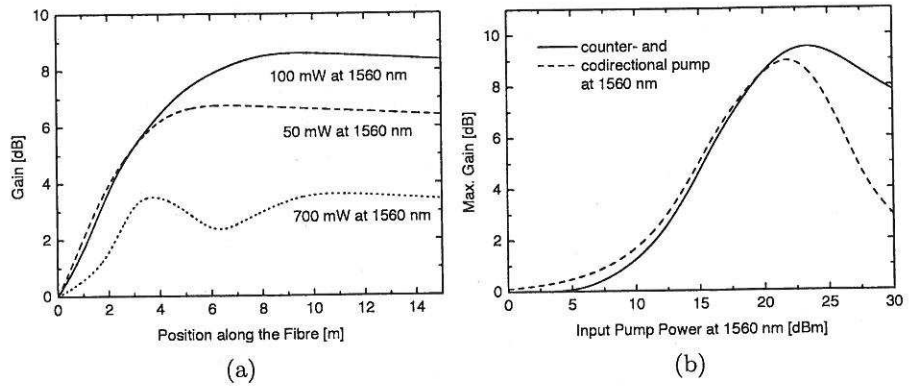 10
8
6
4
2
0
Gain [dB]
100 mW at 1560 nm
50 mW at 1560 nm
700 mW at 1560 nm
0 2 4 6 8 10 12 14
Position along the Fibre [m]
(a)
10
8
6
4
2
0
Max. Gain [dB]
counter- and
codirectional pump
at 1560 nm
0 5 10 15 20 25 30
Input Pump Power at 1560 nm [dBm]
(b)